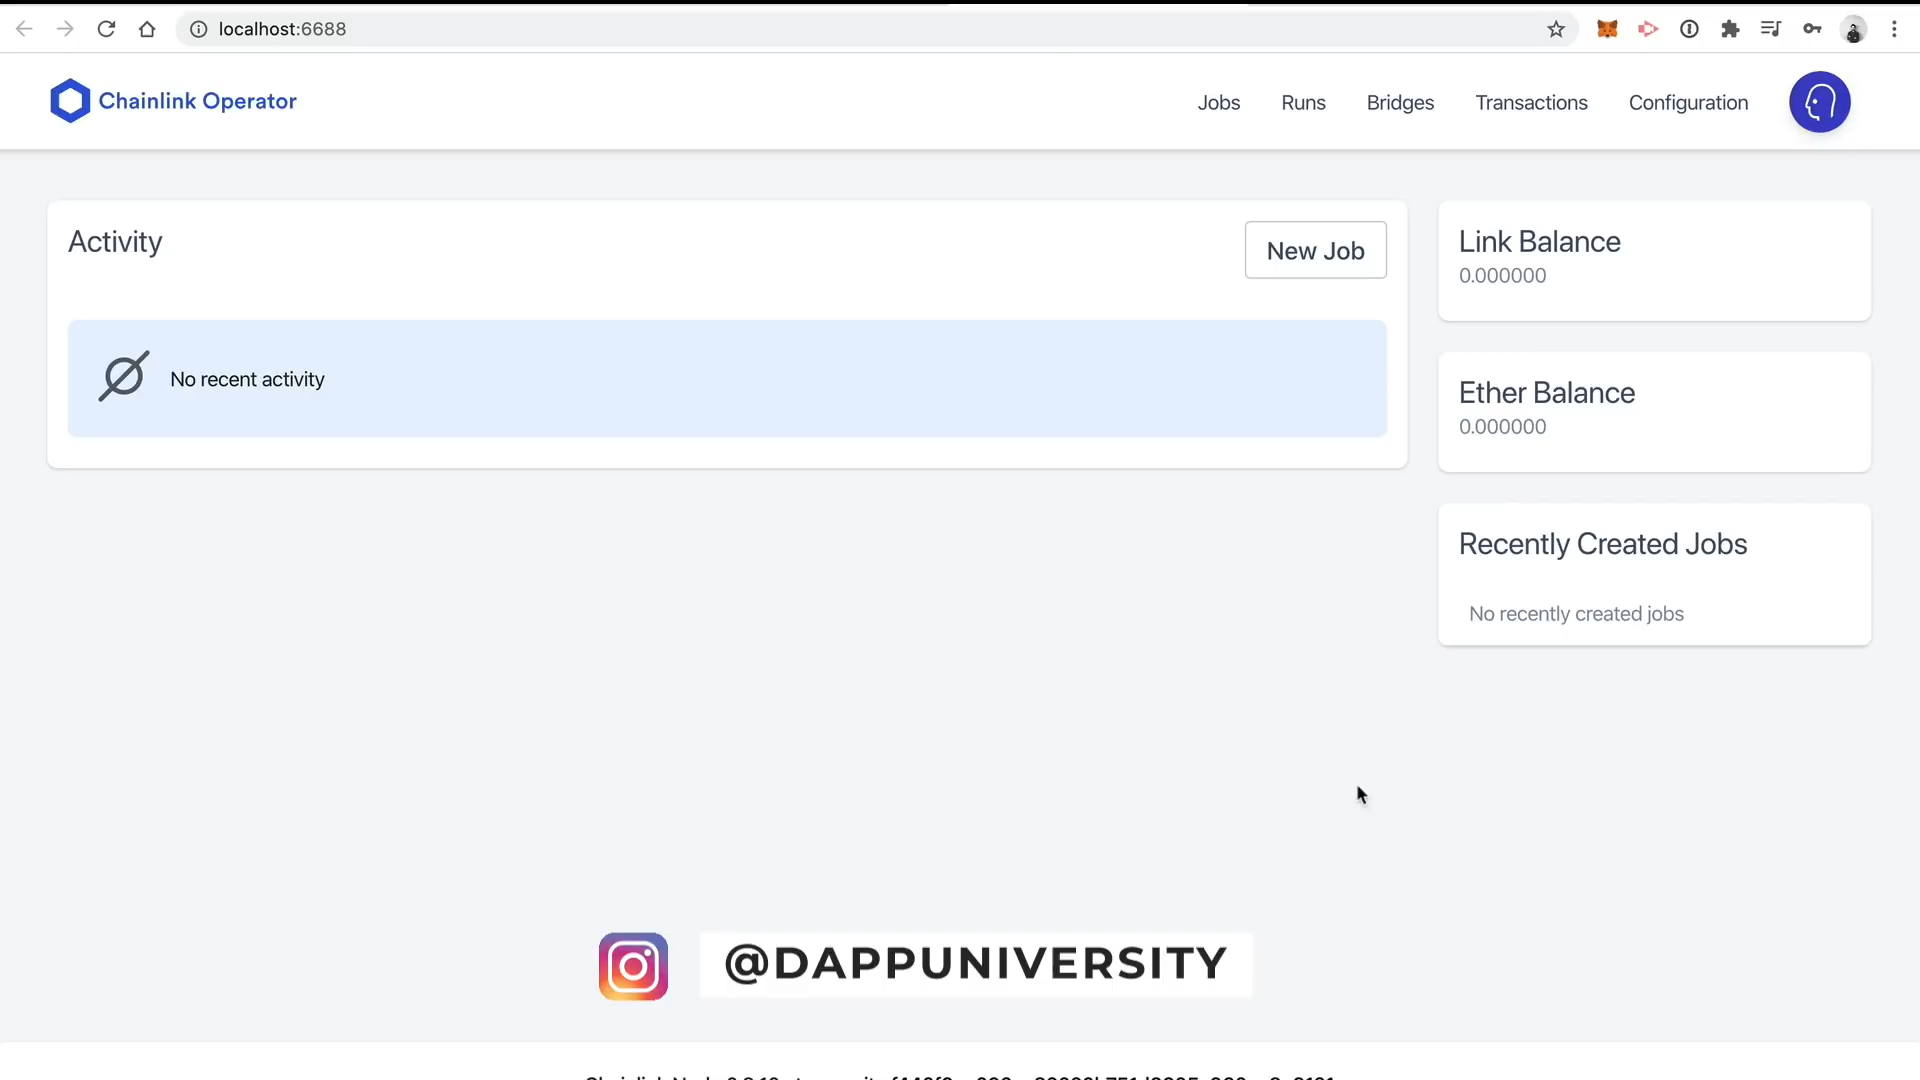 localhost:6688
Chainlink Operator
Jobs
Runs
Bridges
Transactions
Configuration
Activity
New Job
No recent activity
Link Balance
0.000000
Ether Balance
0.000000
Recently Created Jobs
No recently created jobs
@DAPPUNIVERSITY